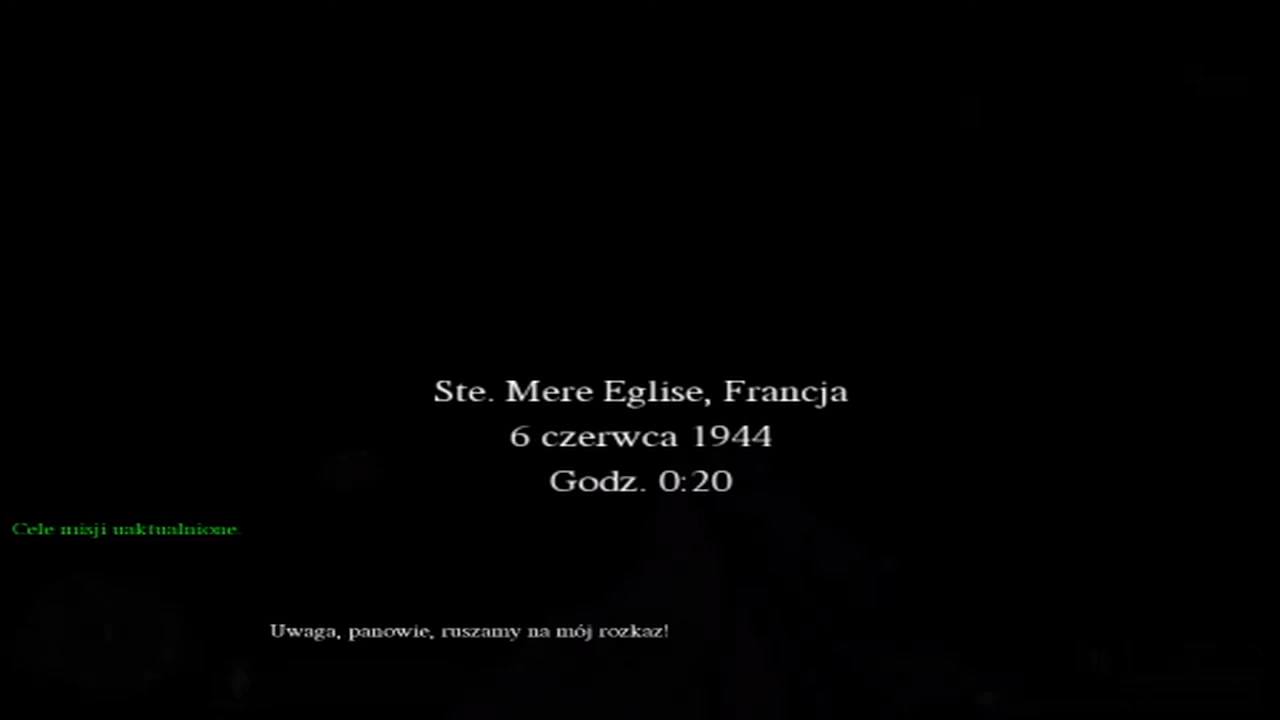 Ste. Mere Eglise, Francja
6 czerwca 1944
Godz. 0:20
Cele misji uaktualnione.
Uwaga, panowie, ruszamy na mój rozkaz!